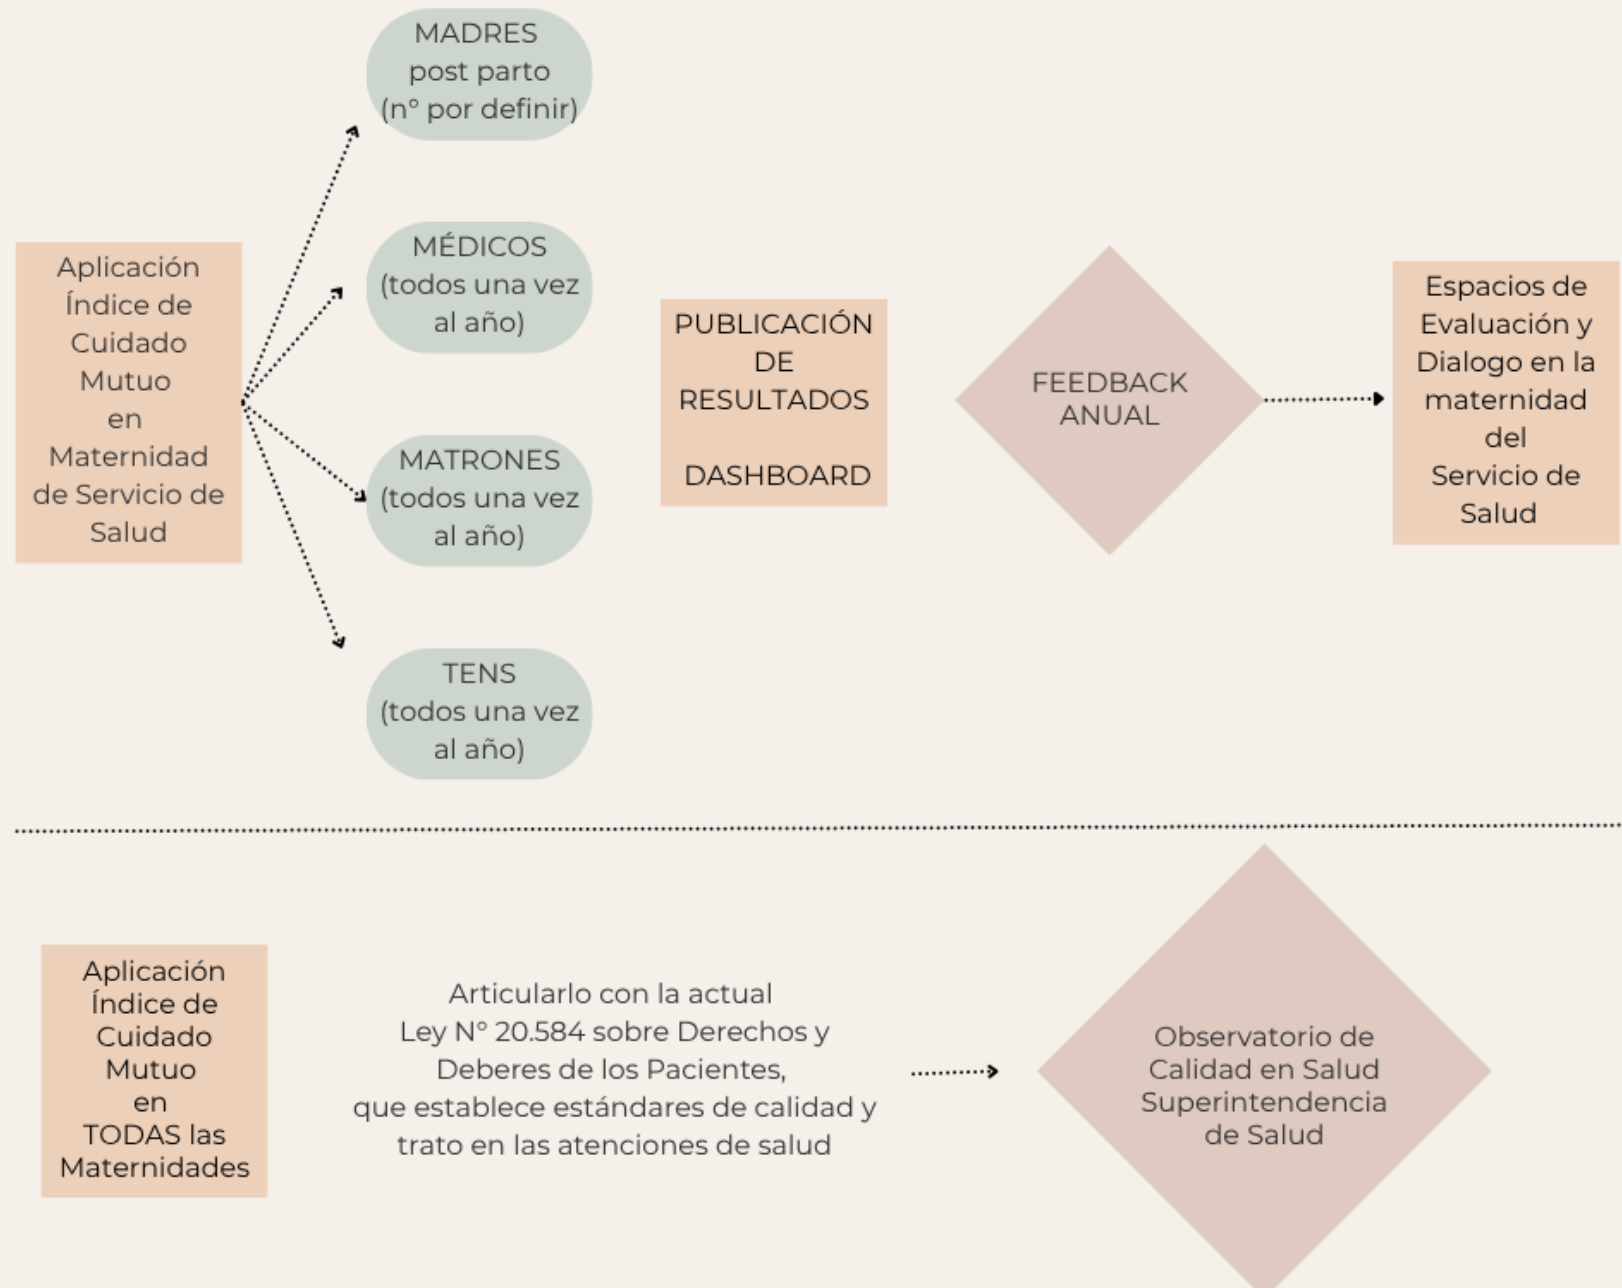 MADRES
post parto
(n° por definir)
Aplicación
Índice de
Cuidado
Mutuo
en
Maternidad
de Servicio de
Salud
MÉDICOS
(todos una vez
al año)
MATRONES
(todos una vez
al año)
TENS
(todos una vez
al año)
PUBLICACIÓN
DE
RESULTADOS
DASHBOARD
FEEDBACK
ANUAL
Espacios de
Evaluación y
Dialogo en la
maternidad
del
Servicio de
Salud
Aplicación
Índice de
Cuidado
Mutuo
en
TODAS las
Maternidades
Articularlo con la actual
Ley N° 20.584 sobre Derechos y
Deberes de los Pacientes,
que establece estándares de calidad y
trato en las atenciones de salud
Observatorio de
Calidad en Salud
Superintendencia
de Salud